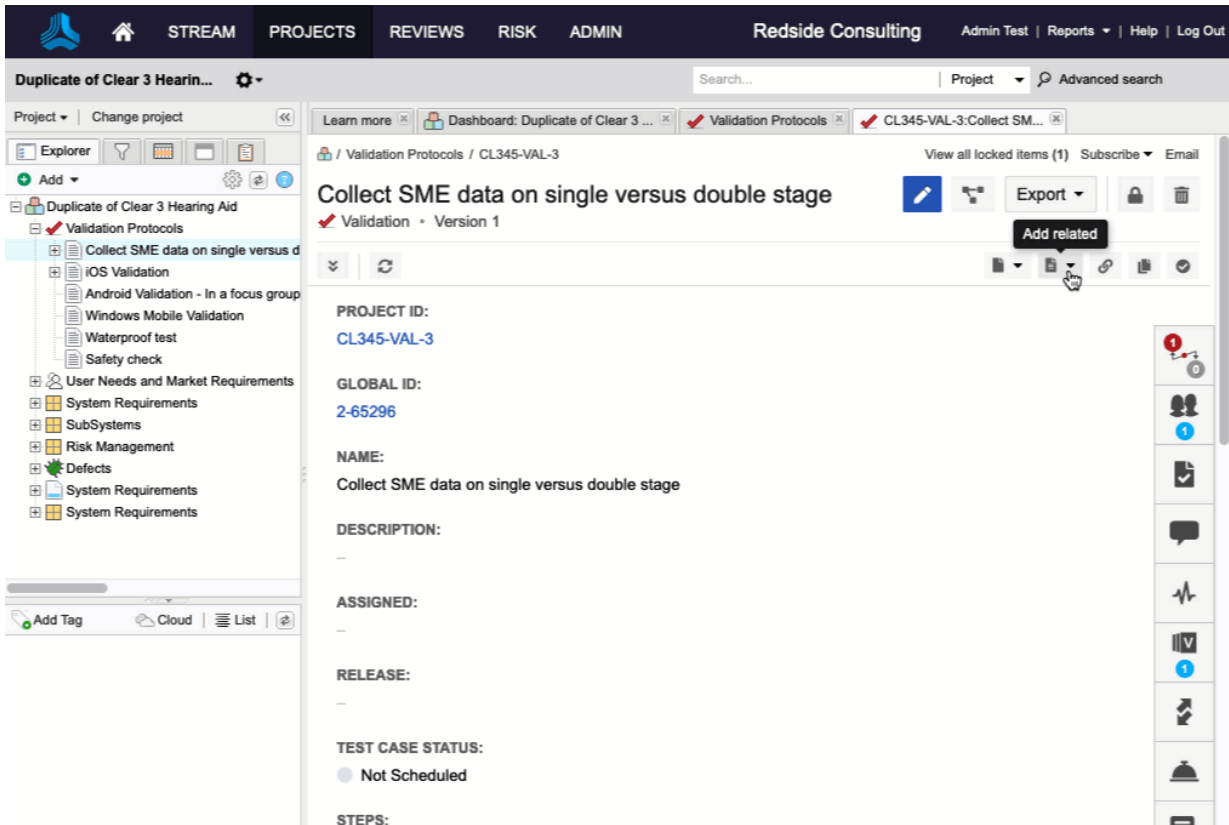 STREAM PROJECTS REVIEWS RISK ADMIN Redside Consulting Admin Test | Reports | Help | Log Out
Duplicate of Clear 3 Hearin... Search... Project Advanced search
Project Change project
Learn more Dashboard: Duplicate of Clear 3 ... Validation Protocols CL345-VAL-3:Collect SM...
Explorer
/ Validation Protocols / CL345-VAL-3 View all locked items (1) Subscribe Email
Add
Collect SME data on single versus double stage Export
Validation • Version 1
Add related
Duplicate of Clear 3 Hearing Aid
Validation Protocols
Collect SME data on single versus d
iOS Validation
Android Validation - In a focus group
Windows Mobile Validation
Waterproof test
Safety check
User Needs and Market Requirements
System Requirements
SubSystems
Risk Management
Defects
System Requirements
System Requirements
Add Tag Cloud | List |
PROJECT ID:
CL345-VAL-3
GLOBAL ID:
2-65296
NAME:
Collect SME data on single versus double stage
DESCRIPTION:
–
ASSIGNED:
–
RELEASE:
–
TEST CASE STATUS:
Not Scheduled
STEPS:
1
0
1
V
1